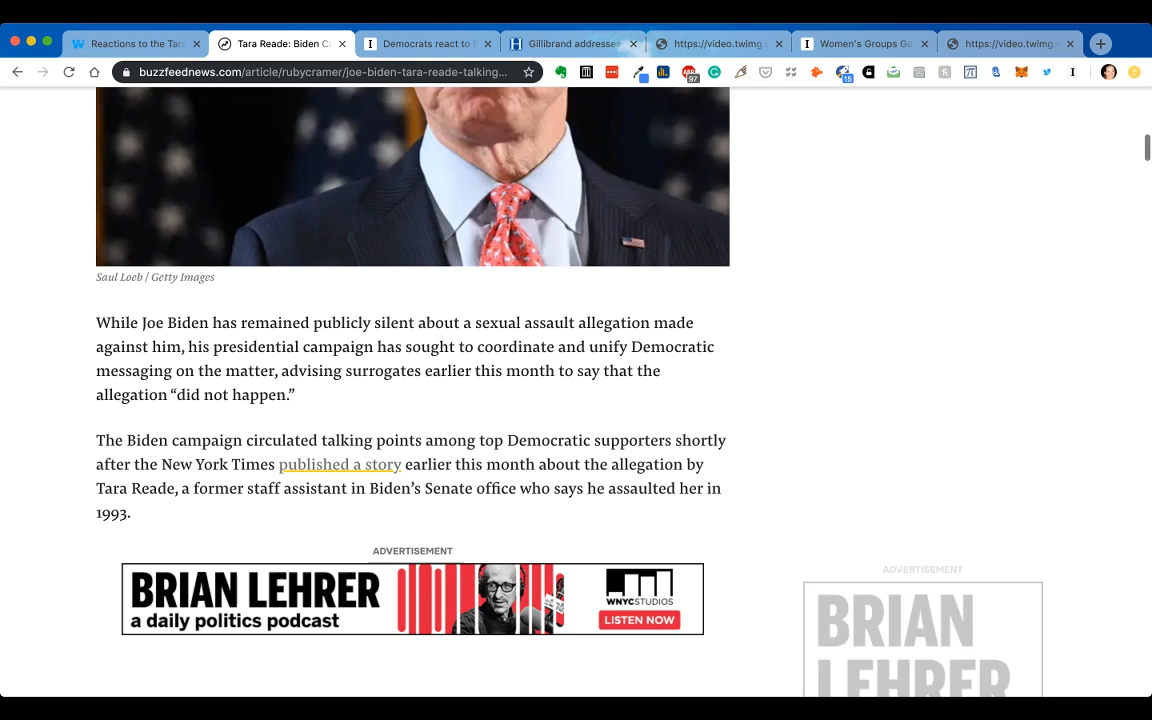 Reactions to the Tara
Tara Reade: Biden C
Democrats react to
Gillibrand addresses
https://video.twimg.c
Women's Groups Go
https://video.twimg.c
buzzfeednews.com/article/rubycramer/joe-biden-tara-reade-talking...
97
15
Saul Loeb / Getty Images
While Joe Biden has remained publicly silent about a sexual assault allegation made
against him, his presidential campaign has sought to coordinate and unify Democratic
messaging on the matter, advising surrogates earlier this month to say that the
allegation “did not happen.”
The Biden campaign circulated talking points among top Democratic supporters shortly
after the New York Times published a story earlier this month about the allegation by
Tara Reade, a former staff assistant in Biden’s Senate office who says he assaulted her in
1993.
ADVERTISEMENT
BRIAN LEHRER
a daily politics podcast
WNYCSTUDIOS
LISTEN NOW
ADVERTISEMENT
BRIAN
LEHRER